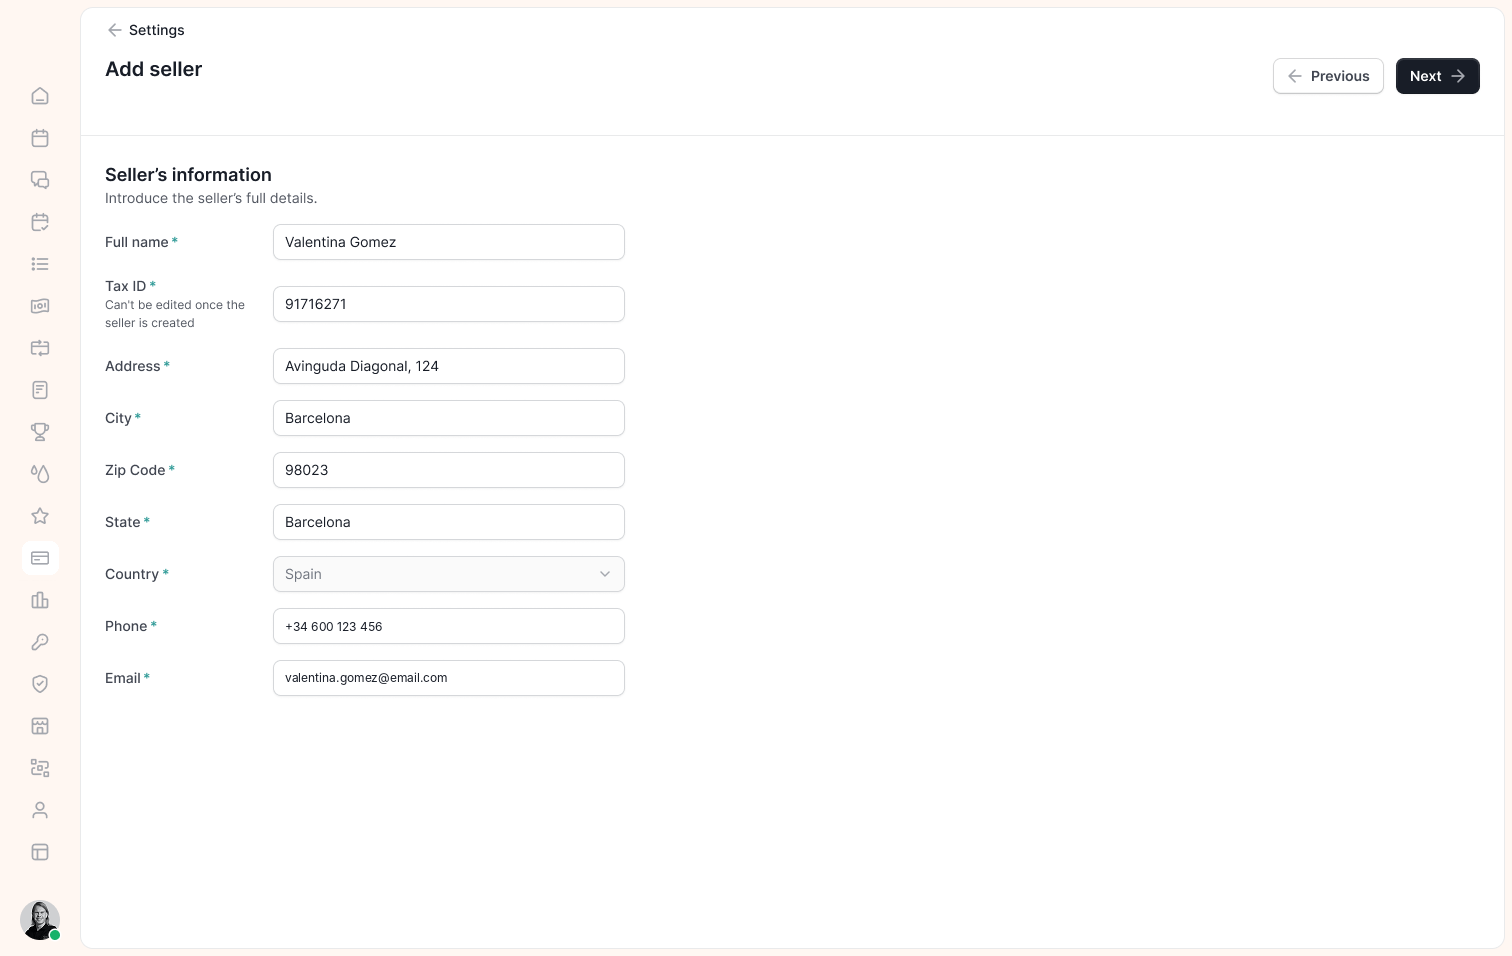 Settings
Add seller
Previous
Next
Seller’s information
Introduce the seller’s full details.
Full name *
Valentina Gomez
Tax ID *
Can't be edited once the
seller is created
91716271
Address *
Avinguda Diagonal, 124
City *
Barcelona
Zip Code *
98023
State *
Barcelona
Country *
Spain
Phone *
+34 600 123 456
Email *
valentina.gomez@email.com